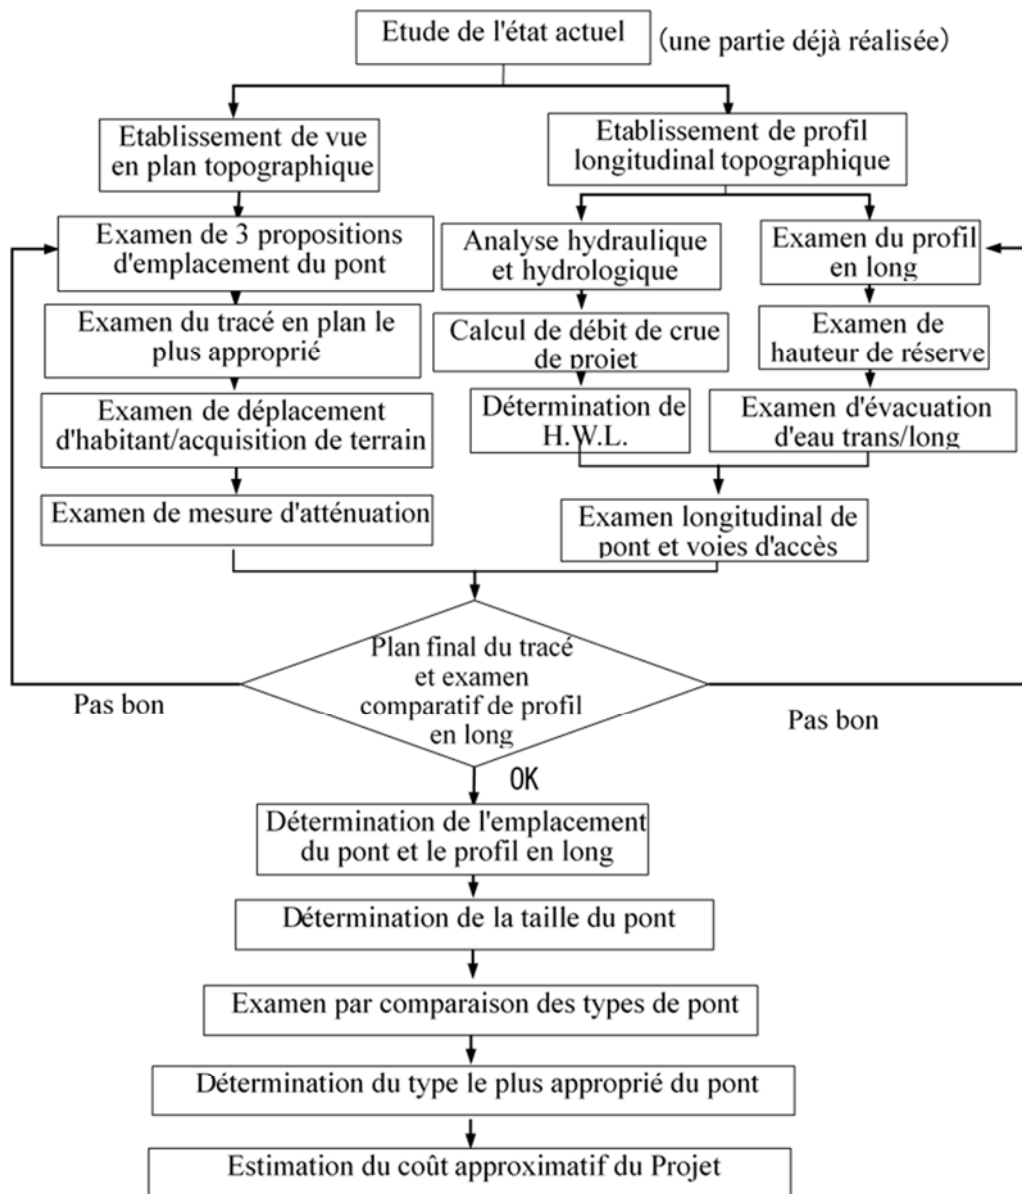 Etude de l'état actuel
(une partie déjà réalisée)
Etablissement de vue
en plan topographique
Etablissement de profil
longitudinal topographique
Examen de 3 propositions
d'emplacement du pont
Analyse hydraulique
et hydrologique
Examen du profil
en long
Examen du tracé en plan le
plus approprié
Calcul de débit de crue
de projet
Examen de
hauteur de réserve
Examen de déplacement
d'habitant/acquisition de terrain
Détermination de
H.W.L.
Examen d'évacuation
d'eau trans/long
Examen de mesure d'atténuation
Examen longitudinal de
pont et voies d'accès
Plan final du tracé
et examen
comparatif de profil
en long
Pas bon
Pas bon
OK
Détermination de l'emplacement
du pont et le profil en long
Détermination de la taille du pont
Examen par comparaison des types de pont
Détermination du type le plus approprié du pont
Estimation du coût approximatif du Projet